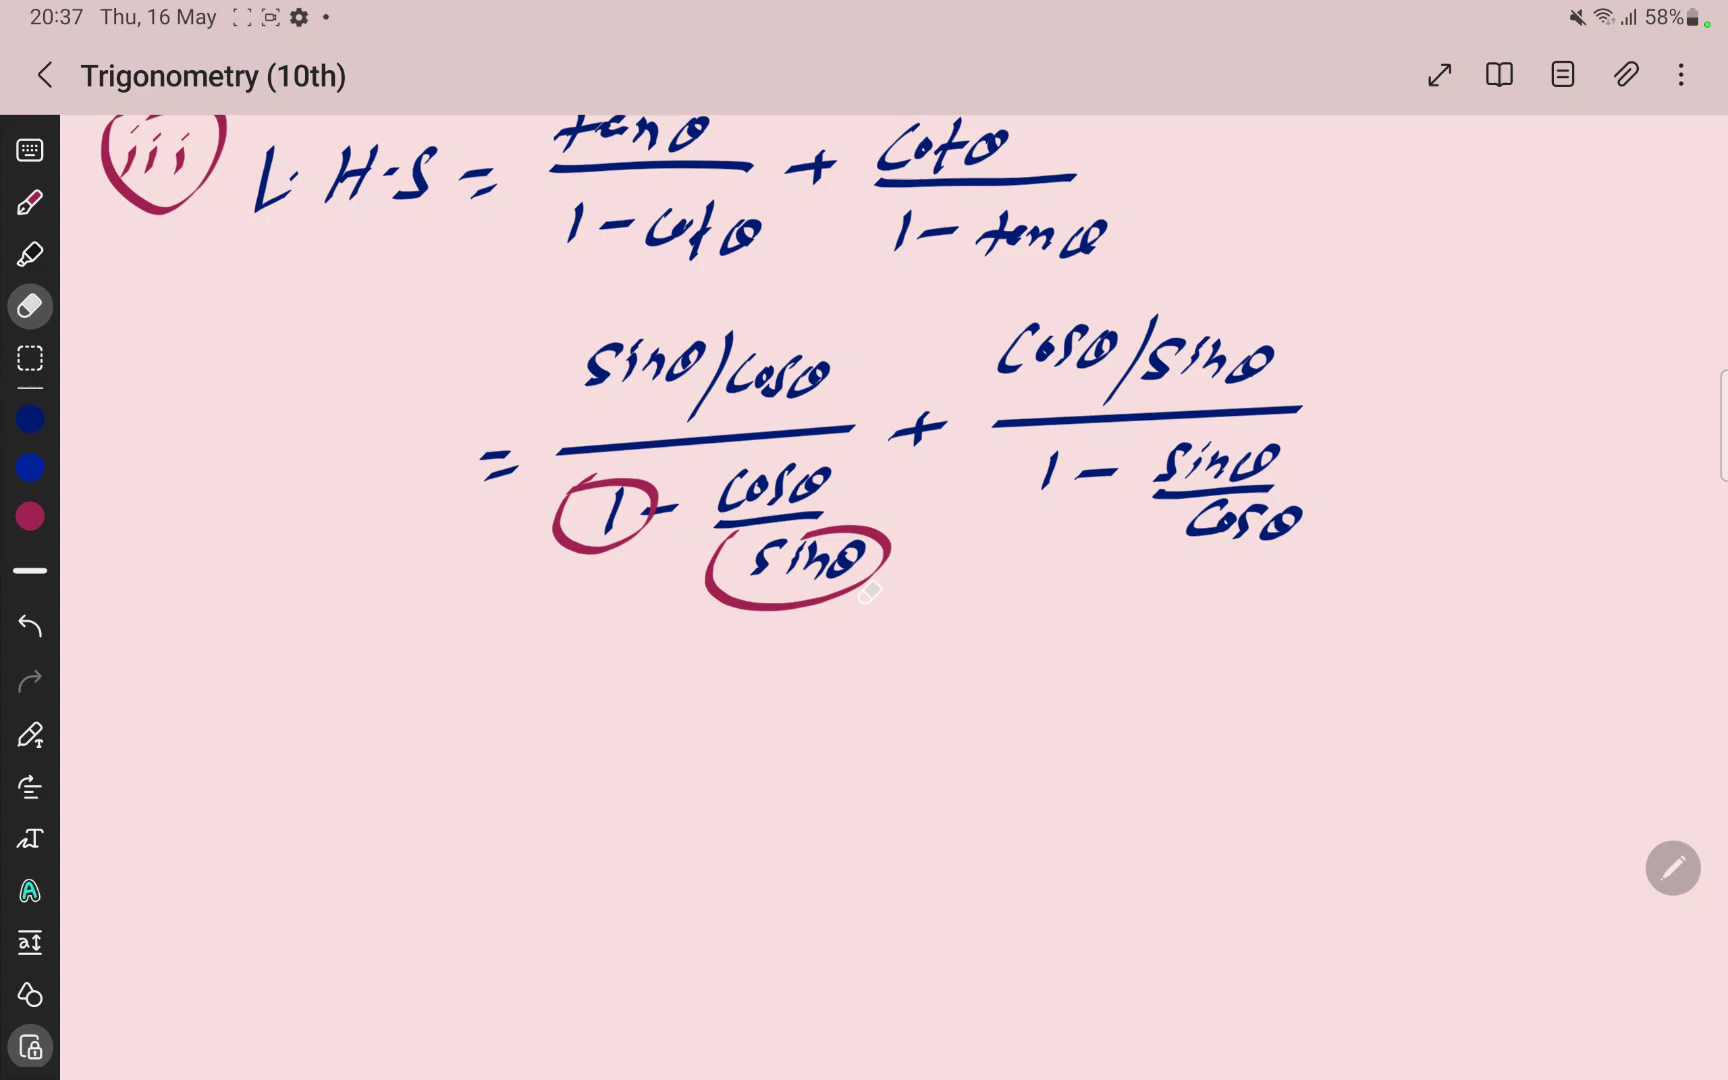 20:37 Thu, 16 May 58%
Trigonometry (10th)
iii L.H.S = tanθ / 1 - cotθ + cotθ / 1 - tanθ
= sinθ/cosθ / 1 - cosθ/sinθ + cosθ/sinθ / 1 - sinθ/cosθ